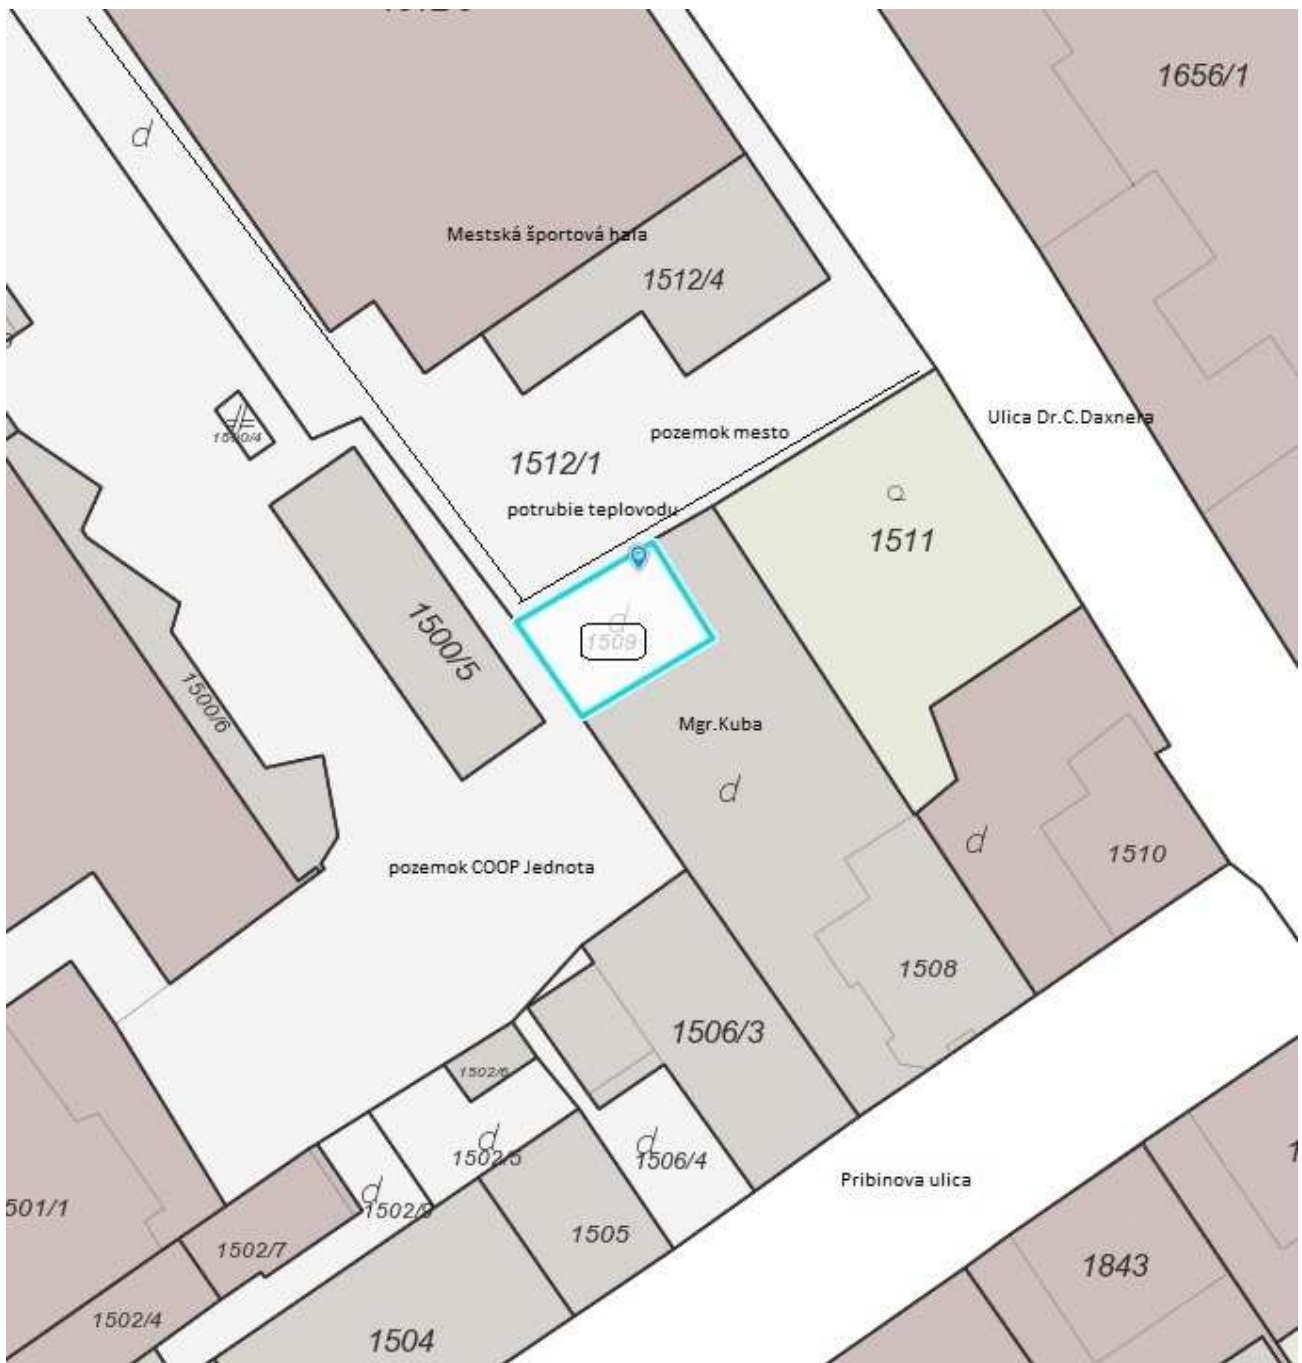 1656/1
d
Mestská športová hala
1512/4
1500/4
Ulica Dr.C.Daxnera
pozemok mesto
1512/1
potrubie teplovodu
1511
d
1509
1500/5
1500/6
Mgr.Kuba
d
d
1510
pozemok COOP Jednota
1508
1506/3
1502/6
d
1502/5
d
1506/4
Pribinova ulica
d
501/1
1505
1502/7
1843
1502/4
1504